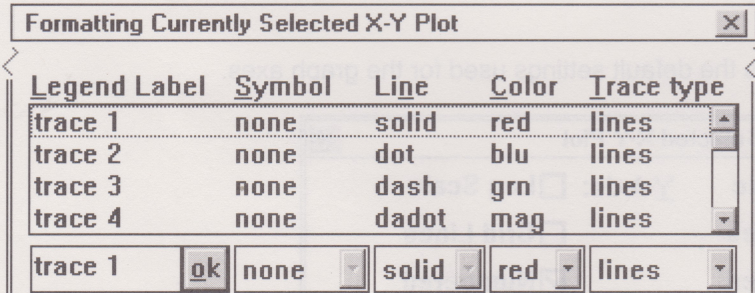 Formatting Currently Selected X-Y Plot
Legend Label Symbol Line Color Trace type
trace 1 none solid red lines
trace 2 none dot blu lines
trace 3 none dash grn lines
trace 4 none dadot mag lines
trace 1 ok none solid red lines